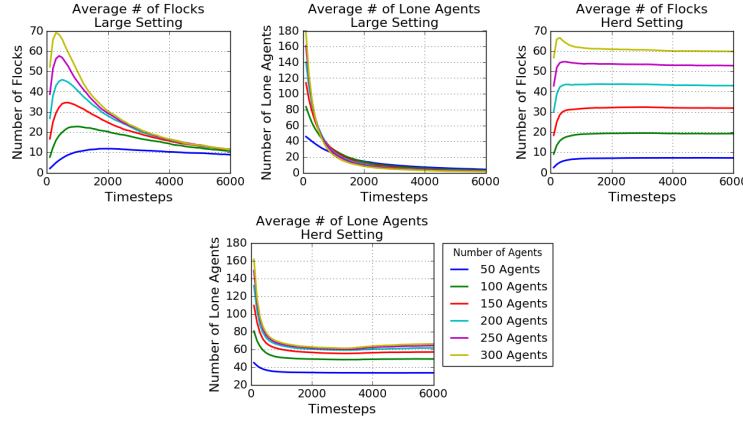 Average # of Flocks
Large Setting
Number of Flocks
70
60
50
40
30
20
10
0
0 2000 4000 6000
Timesteps
Average # of Lone Agents
Large Setting
Number of Lone Agents
180
160
140
120
100
80
60
40
20
0
0 2000 4000 6000
Timesteps
Average # of Flocks
Herd Setting
Number of Flocks
70
60
50
40
30
20
10
0
0 2000 4000 6000
Timesteps
Average # of Lone Agents
Herd Setting
Number of Lone Agents
180
160
140
120
100
80
60
40
20
0 2000 4000 6000
Timesteps
Number of Agents
50 Agents
100 Agents
150 Agents
200 Agents
250 Agents
300 Agents